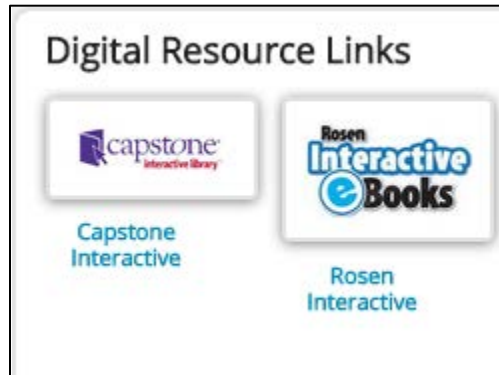 Digital Resource Links
capstone
interactive library
Capstone
Interactive
Rosen
Interactive
eBooks
Rosen
Interactive